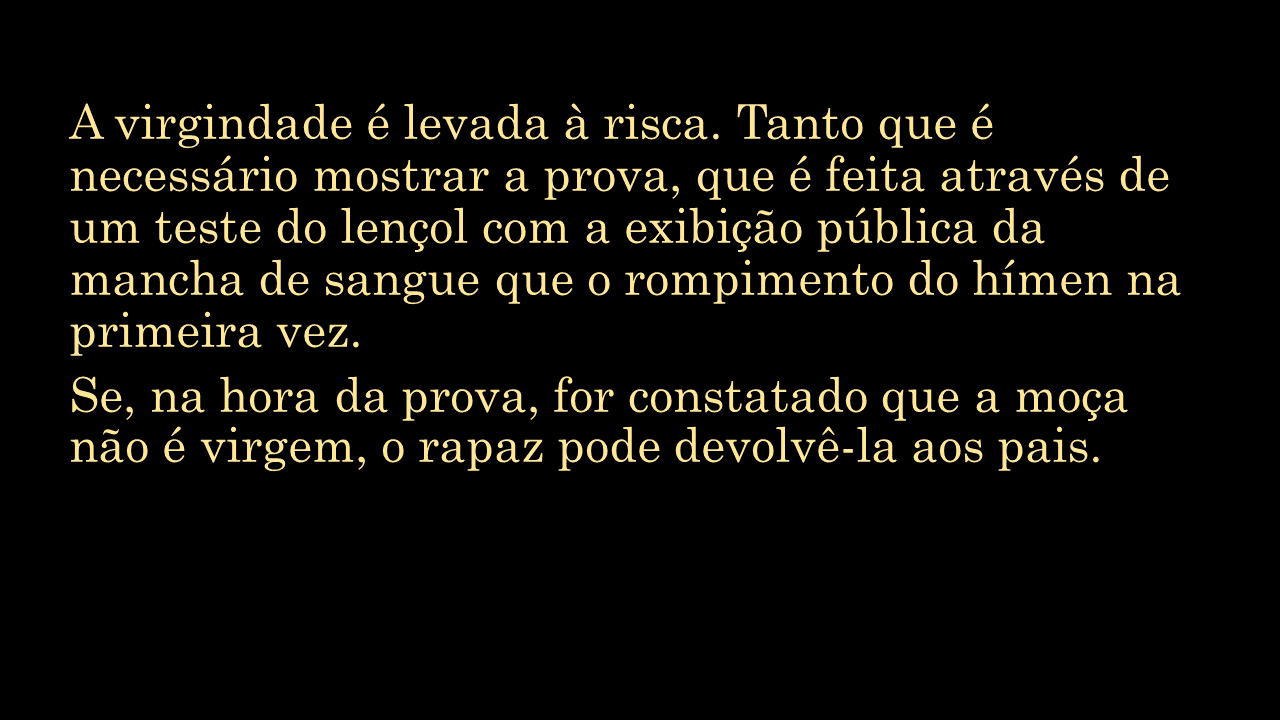 A virgindade é levada à risca. Tanto que é
necessário mostrar a prova, que é feita através de
um teste do lençol com a exibição pública da
mancha de sangue que o rompimento do hímen na
primeira vez.
Se, na hora da prova, for constatado que a moça
não é virgem, o rapaz pode devolvê-la aos pais.